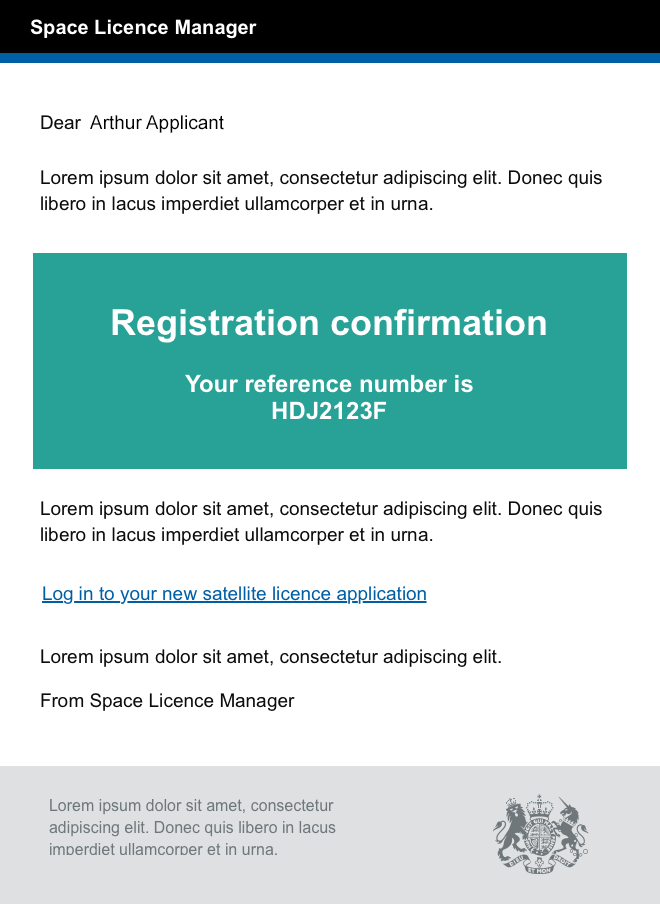 Space Licence Manager
Dear  Arthur Applicant
Lorem ipsum dolor sit amet, consectetur adipiscing elit. Donec quis
libero in lacus imperdiet ullamcorper et in urna.
Registration confirmation
Your reference number is
HDJ2123F
Lorem ipsum dolor sit amet, consectetur adipiscing elit. Donec quis
libero in lacus imperdiet ullamcorper et in urna.
Log in to your new satellite licence application
Lorem ipsum dolor sit amet, consectetur adipiscing elit.
From Space Licence Manager
Lorem ipsum dolor sit amet, consectetur
adipiscing elit. Donec quis libero in lacus
imperdiet ullamcorper et in urna.
DIEU ET MON DROIT